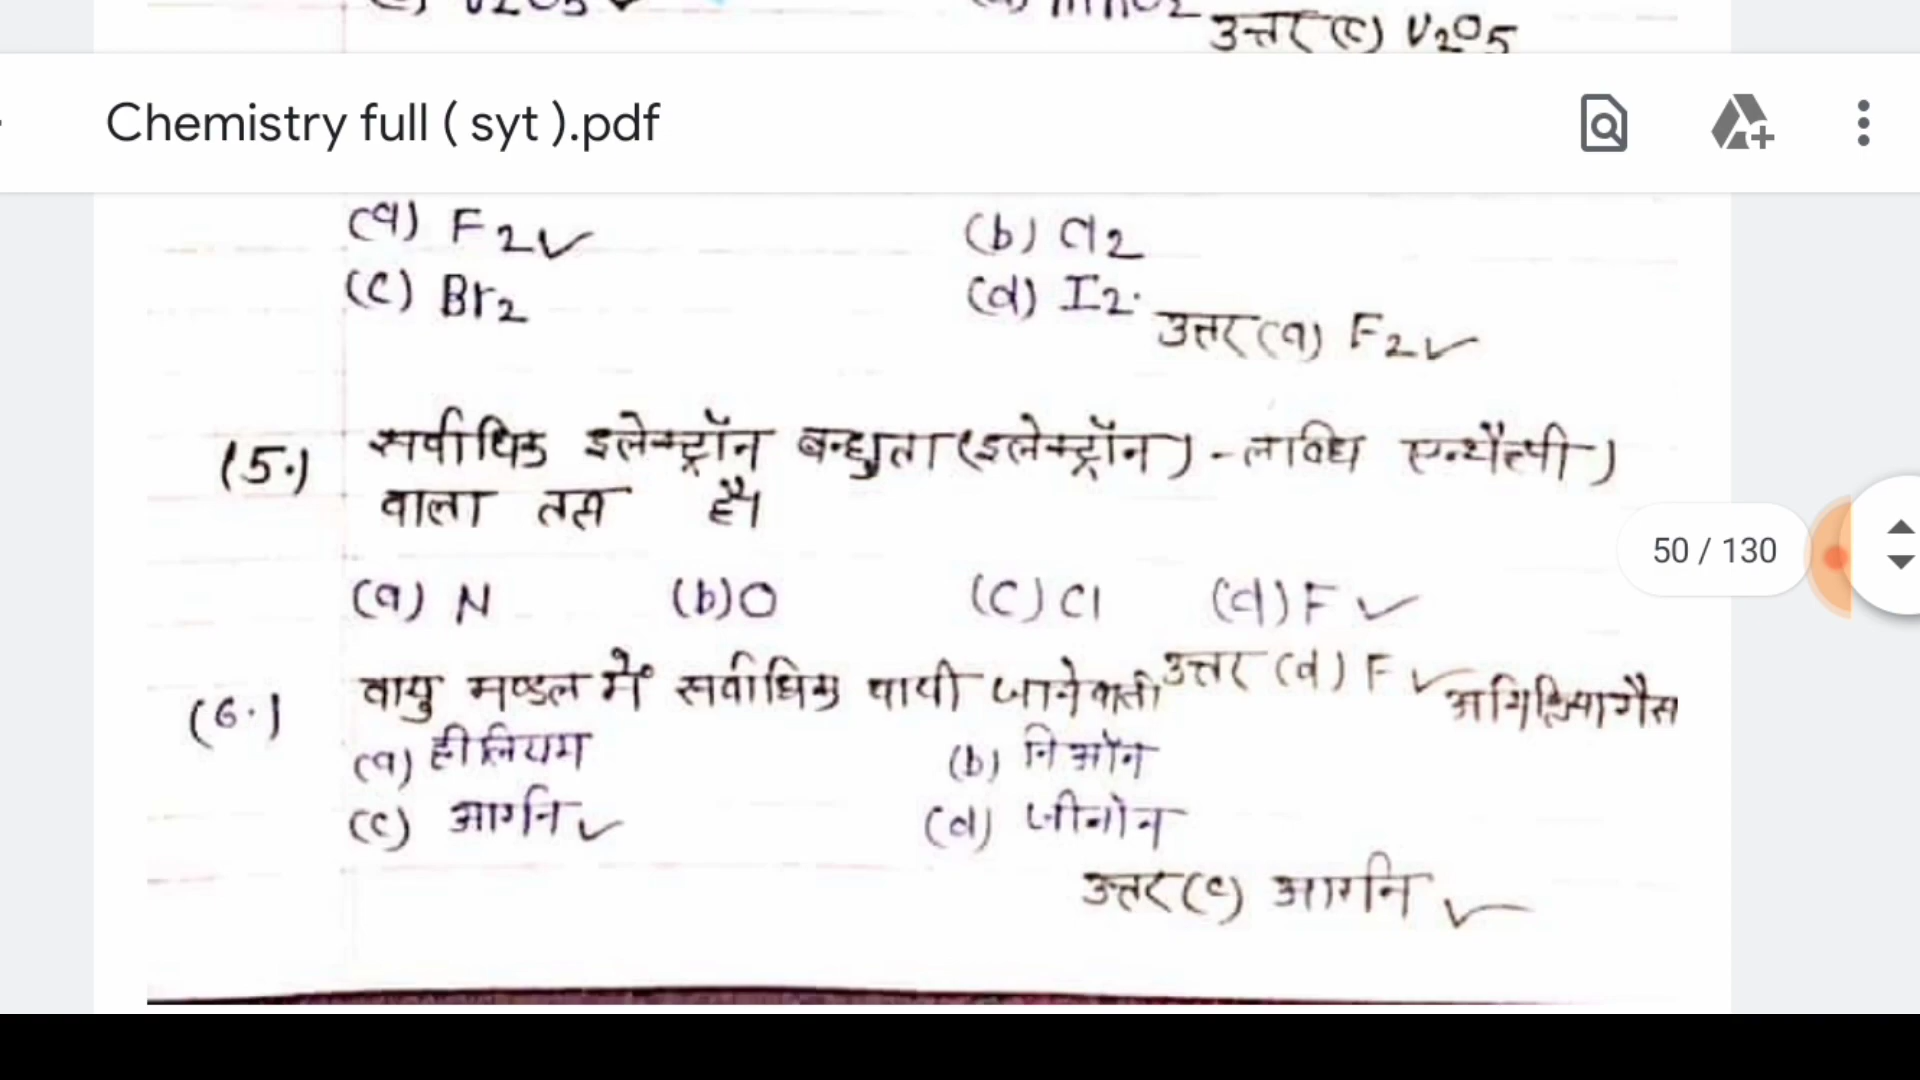 उत्तर (c) V2O5
Chemistry full ( syt ).pdf
(a) F2✓ (b) Cl2
(c) Br2 (d) I2.
उत्तर (a) F2✓
(5.) सर्वाधिक इलेक्ट्रॉन बन्धुता (इलेक्ट्रॉन) -लब्धि एन्थैल्पी)
वाला तत्त्व है।
50 / 130
(a) N (b) O (c) Cl (d) F ✓
उत्तर (d) F ✓
(6.) वायु मण्डल में सर्वाधिक पायी जाने वाली गैस
(a) हीलियम (b) निऑन
(c) आर्गन ✓ (d) जीनोन
उत्तर (c) आर्गन ✓